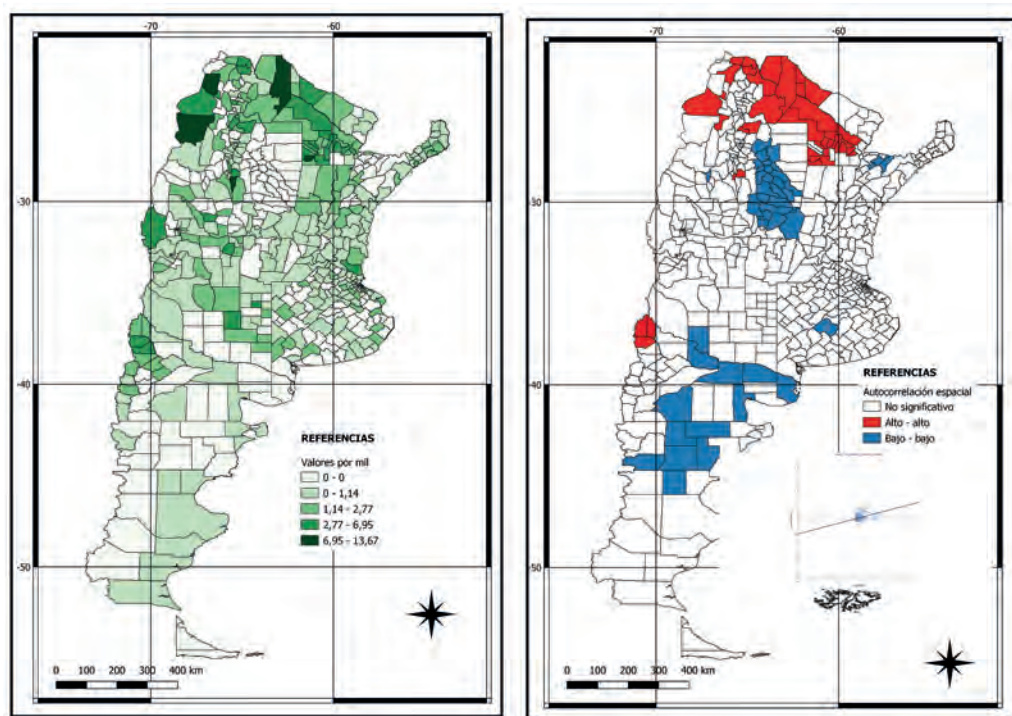 -70
-60
-30
-40
-50
REFERENCIAS
Valores por mil
0 - 0
0 - 1,14
1,14 - 2,77
2,77 - 6,95
6,95 - 13,67
0 100 200 300 400 km
-70
-60
-30
-40
-50
REFERENCIAS
Autocorrelación espacial
No significativo
Alto - alto
Bajo - bajo
0 100 200 300 400 km